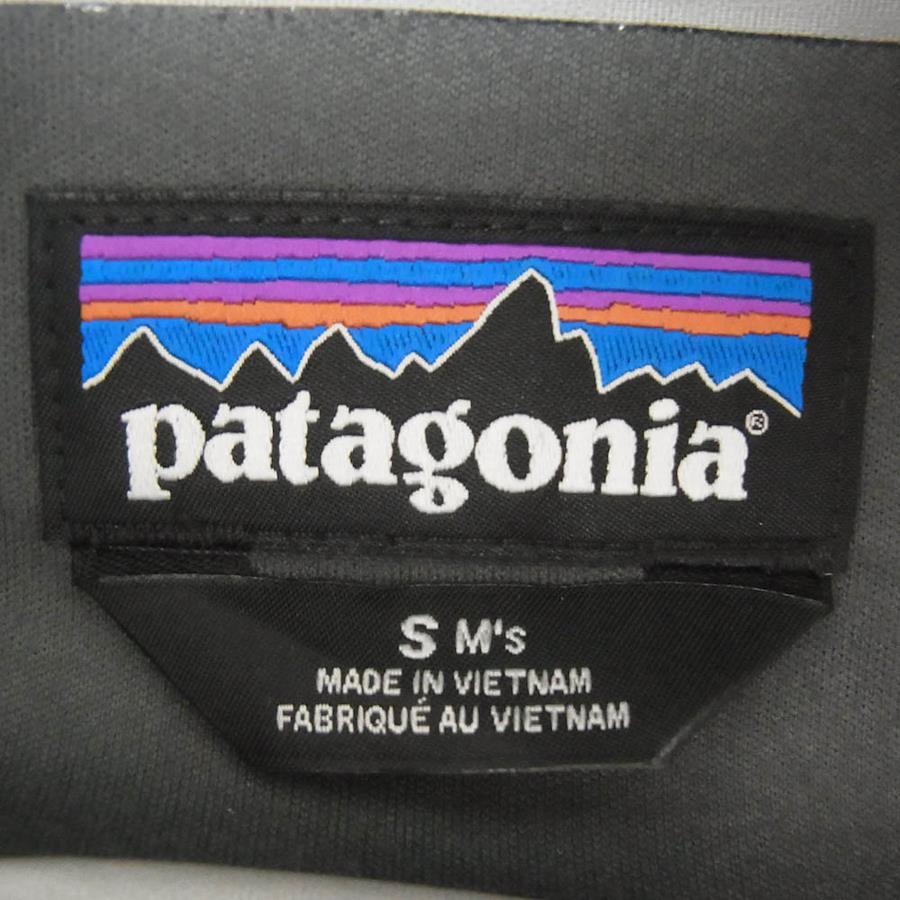 patagonia®
S M's
MADE IN VIETNAM
FABRIQUÉ AU VIETNAM